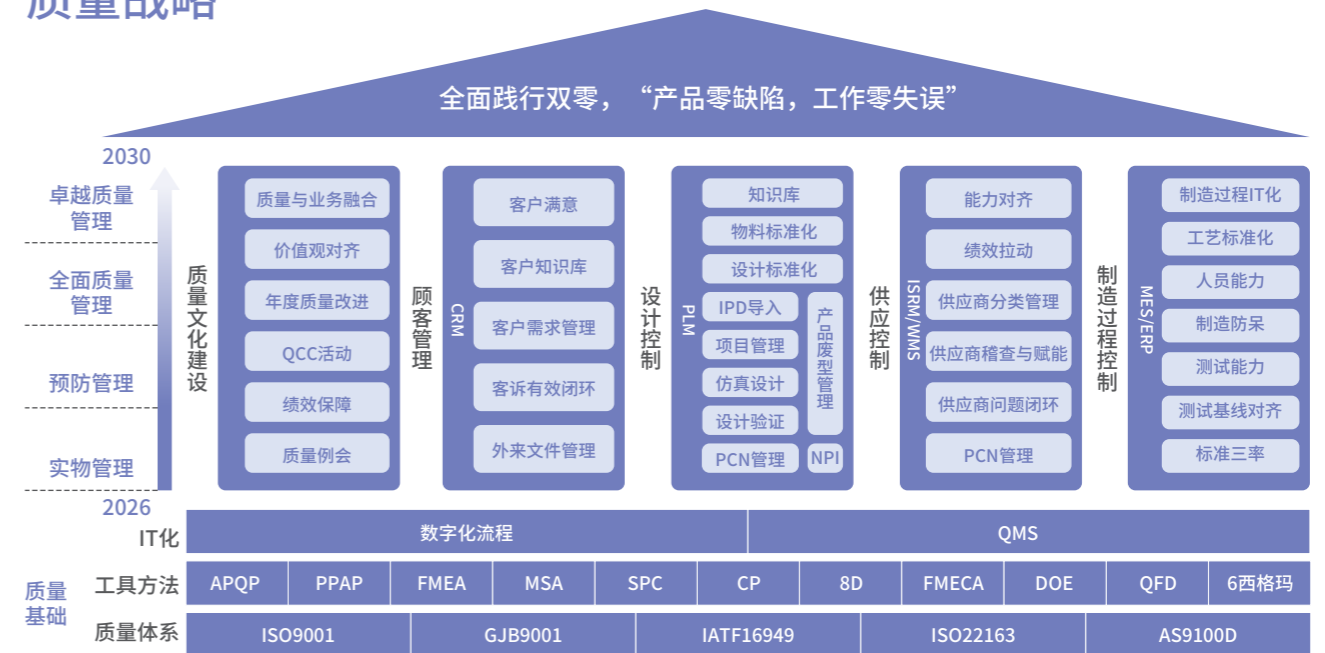 质量战略
全面践行双零，“产品零缺陷，工作零失误”
2030
卓越质量
管理
全面质量
管理
预防管理
实物管理
2026
质量文化建设
质量与业务融合
价值观对齐
年度质量改进
QCC活动
绩效保障
质量例会
顾客管理
CRM
客户满意
客户知识库
客户需求管理
客诉有效闭环
外来文件管理
设计控制
PLM
知识库
物料标准化
设计标准化
IPD导入
项目管理
仿真设计
设计验证
PCN管理
产品废型管理
NPI
供应控制
ISRM/WMS
能力对齐
绩效拉动
供应商分类管理
供应商稽查与赋能
供应商问题闭环
PCN管理
制造过程控制
MES/ERP
制造过程IT化
工艺标准化
人员能力
制造防呆
测试能力
测试基线对齐
标准三率
IT化
数字化流程
QMS
质量
基础
工具方法
APQP
PPAP
FMEA
MSA
SPC
CP
8D
FMECA
DOE
QFD
6西格玛
质量体系
ISO9001
GJB9001
IATF16949
ISO22163
AS9100D